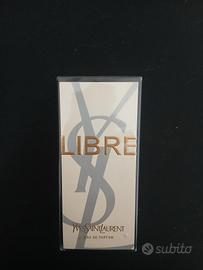 LIBRE
YVES SAINT LAURENT
EAU DE PARFUM
subito